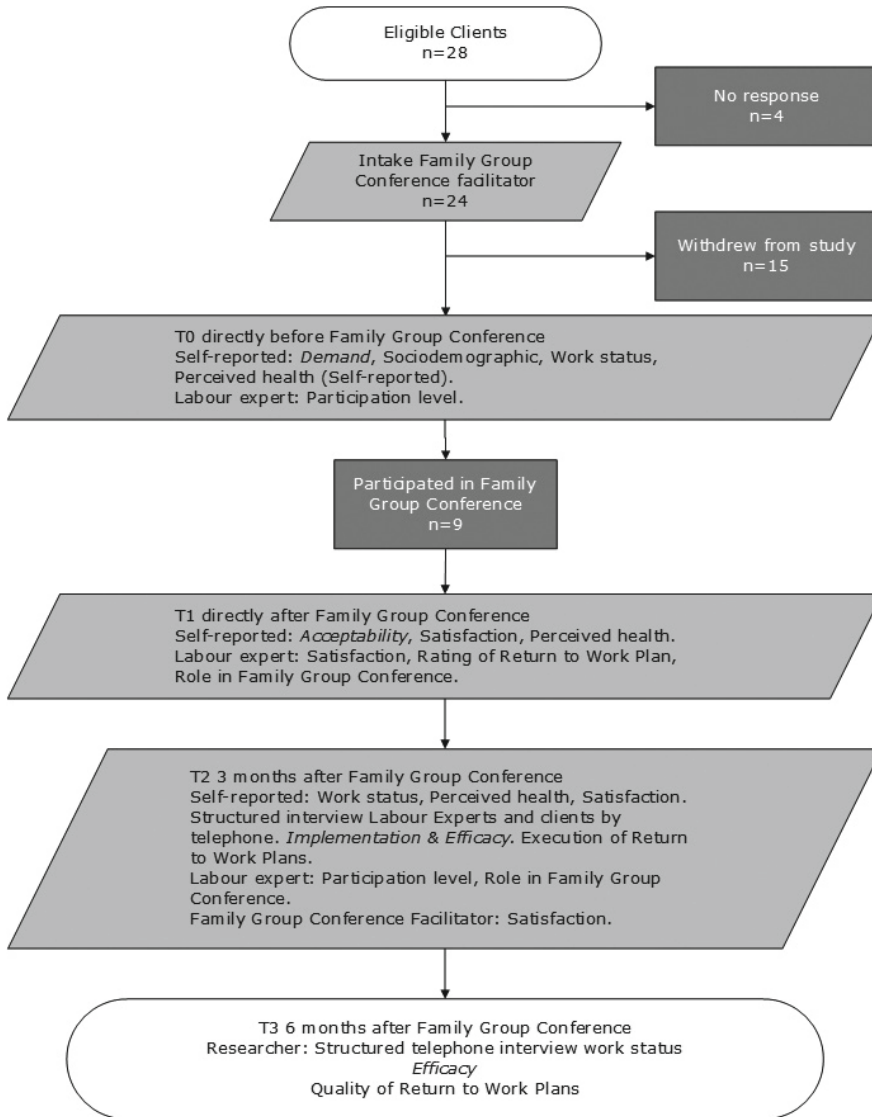 Eligible Clients
n=28
No response
n=4
Intake Family Group
Conference facilitator
n=24
Withdrew from study
n=15
T0 directly before Family Group Conference
Self-reported: Demand, Sociodemographic, Work status,
Perceived health (Self-reported).
Labour expert: Participation level.
Participated in Family
Group Conference
n=9
T1 directly after Family Group Conference
Self-reported: Acceptability, Satisfaction, Perceived health.
Labour expert: Satisfaction, Rating of Return to Work Plan,
Role in Family Group Conference.
T2 3 months after Family Group Conference
Self-reported: Work status, Perceived health, Satisfaction.
Structured interview Labour Experts and clients by
telephone. Implementation & Efficacy. Execution of Return
to Work Plans.
Labour expert: Participation level, Role in Family Group
Conference.
Family Group Conference Facilitator: Satisfaction.
T3 6 months after Family Group Conference
Researcher: Structured telephone interview work status
Efficacy
Quality of Return to Work Plans